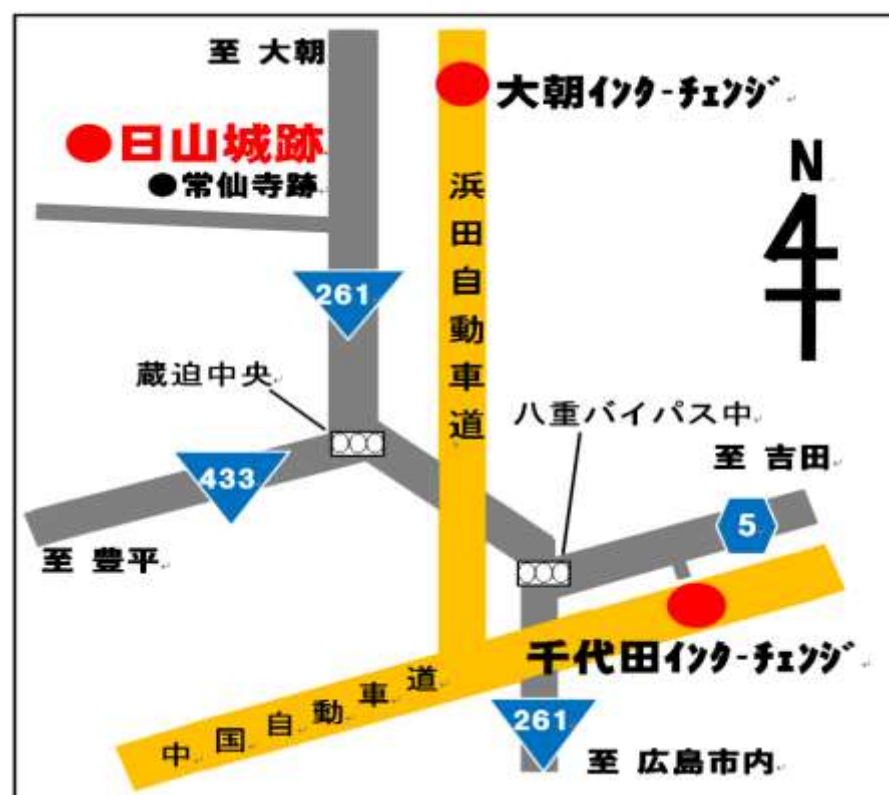 至 大朝
大朝ｲﾝﾀ-ﾁｪﾝｼﾞ
●日山城跡
●常仙寺跡
N
浜田自動車道
261
蔵迫中央
八重バイパス中
至 吉田
433
5
至 豊平
千代田ｲﾝﾀ-ﾁｪﾝｼﾞ
中国自動車道
261
至 広島市内